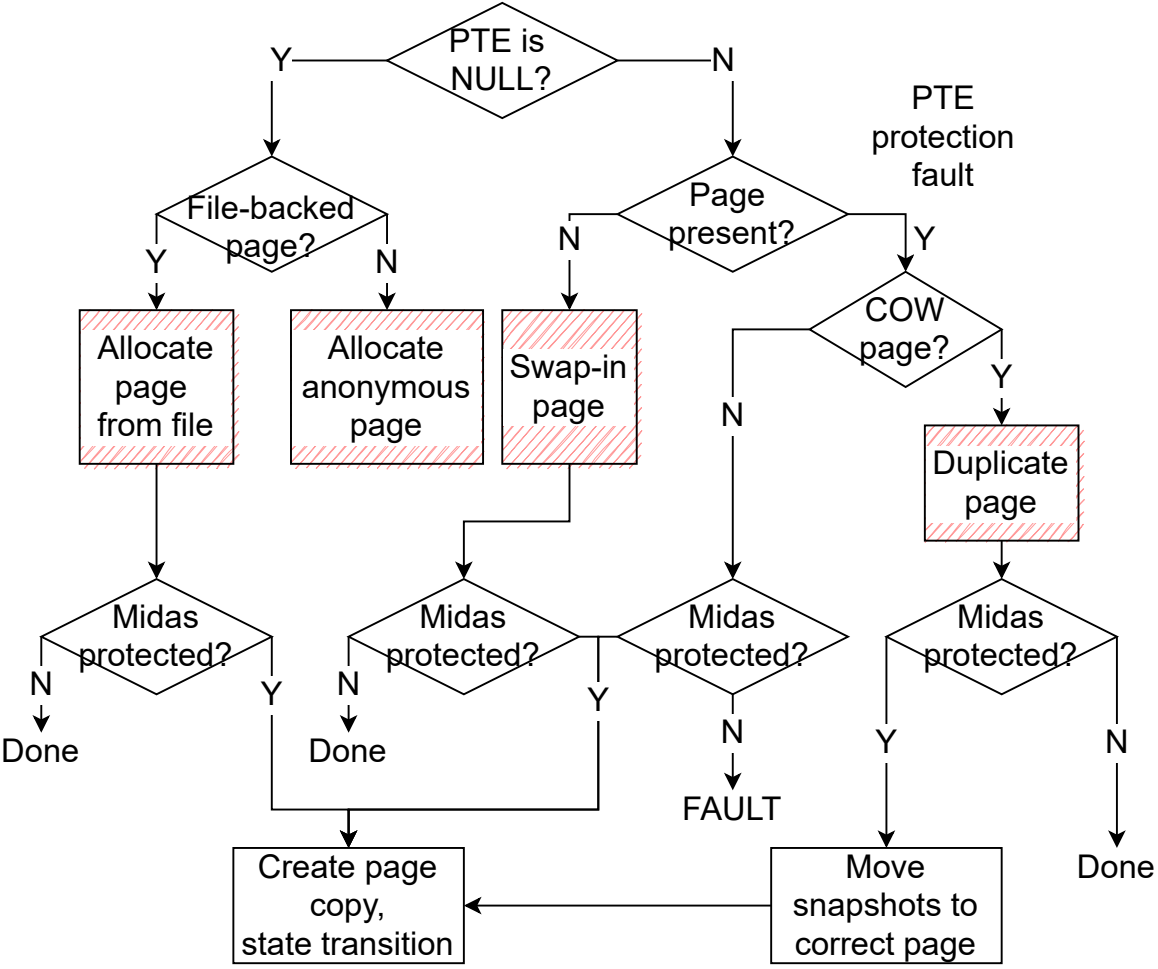 PTE is
NULL?
Y
N
PTE
protection
fault
File-backed
page?
Page
present?
Y
N
N
Y
COW
page?
Allocate
page
from file
Allocate
anonymous
page
Swap-in
page
N
Y
Duplicate
page
Midas
protected?
Midas
protected?
Midas
protected?
Midas
protected?
N
Y
N
Y
N
Y
N
Done
Done
FAULT
Done
Create page
copy,
state transition
Move
snapshots to
correct page